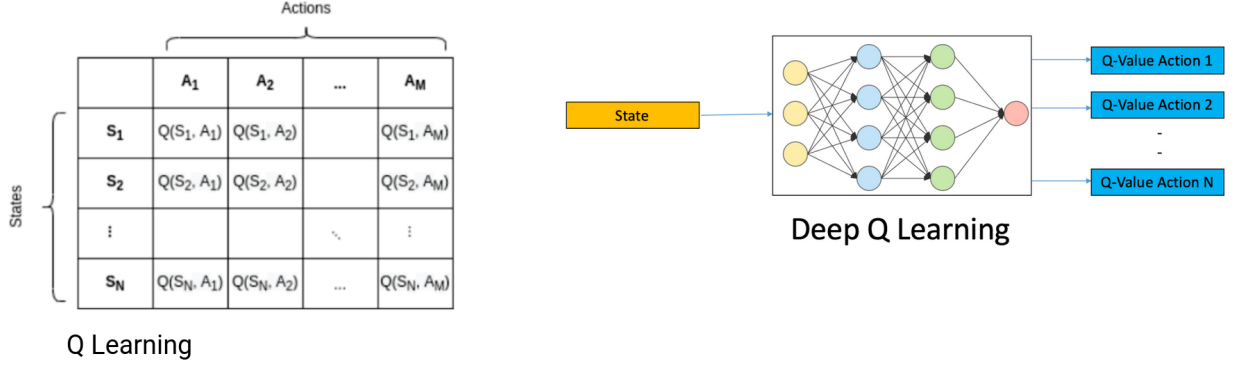 Actions
A1 A2 ... AM
States
S1 Q(S1, A1) Q(S1, A2) Q(S1, AM)
S2 Q(S2, A1) Q(S2, A2) Q(S2, AM)
⋮ ⋱ ⋮
SN Q(SN, A1) Q(SN, A2) ... Q(SN, AM)
Q Learning
State
Q-Value Action 1
Q-Value Action 2
-
-
Q-Value Action N
Deep Q Learning